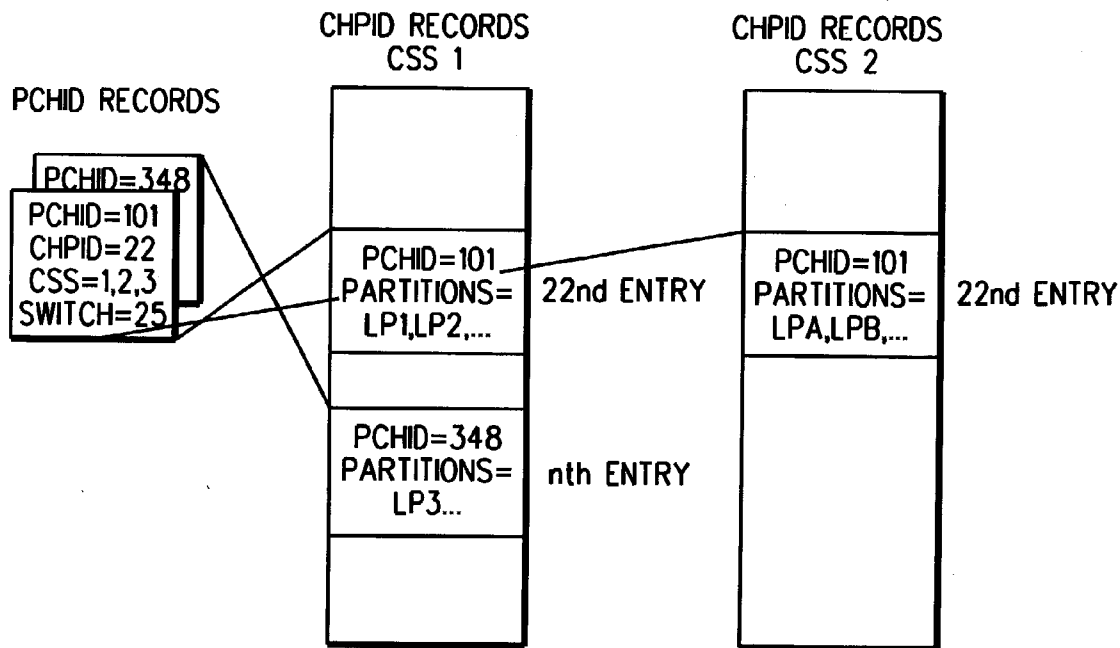 PCHID RECORDS
PCHID=348
PCHID=101
CHPID=22
CSS=1,2,3
SWITCH=25
CHPID RECORDS
CSS 1
PCHID=101
PARTITIONS=
LP1,LP2,...
22nd ENTRY
PCHID=348
PARTITIONS=
LP3...
nth ENTRY
CHPID RECORDS
CSS 2
PCHID=101
PARTITIONS=
LPA,LPB,...
22nd ENTRY